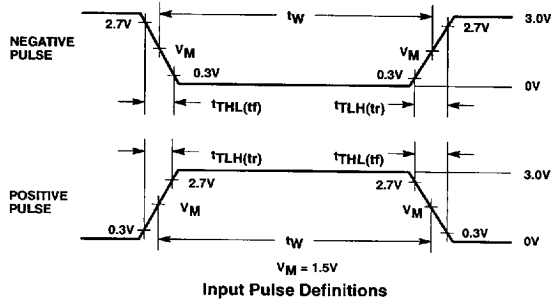 tW
3.0V
2.7V
2.7V
NEGATIVE
PULSE
VM
VM
0.3V
0.3V
0V
tTHL(tf)
tTLH(tr)
tTLH(tr)
tTHL(tf)
3.0V
2.7V
2.7V
POSITIVE
PULSE
VM
VM
0.3V
0.3V
tW
0V
VM = 1.5V
Input Pulse Definitions